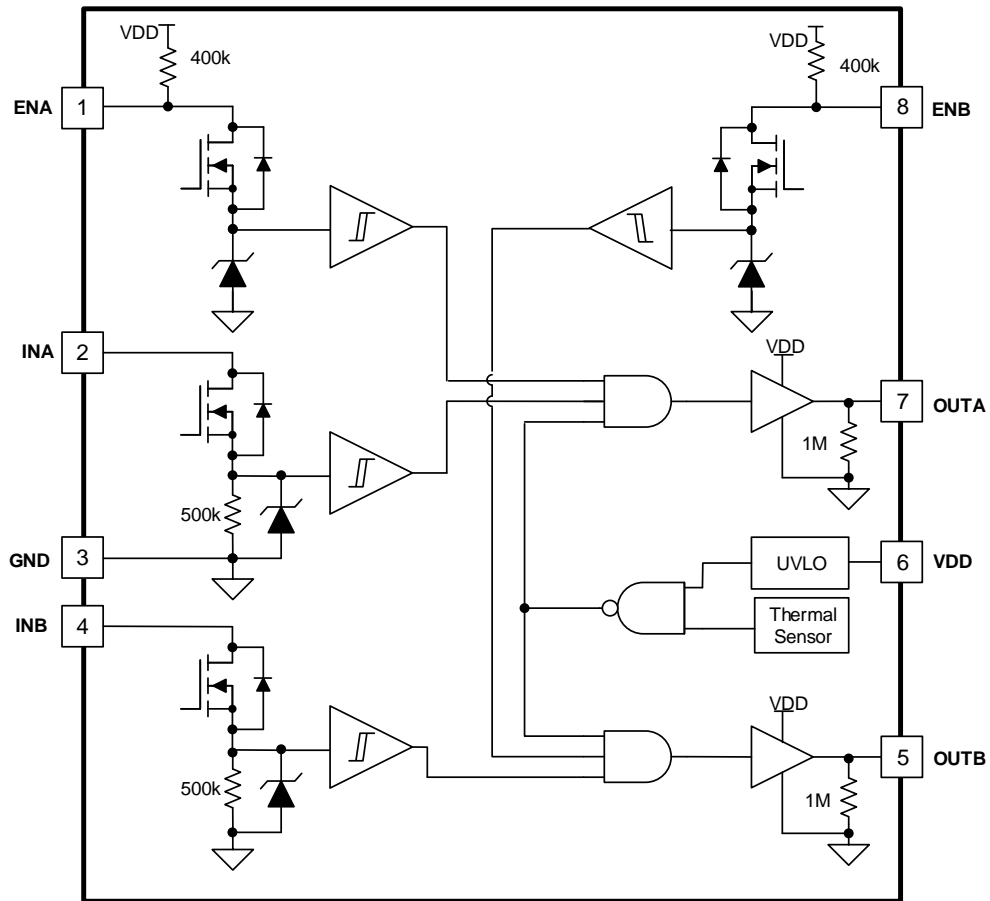 VDD
400k
ENA
1
VDD
400k
8
ENB
INA
2
VDD
7
OUTA
1M
500k
GND
3
UVLO
6
VDD
Thermal
Sensor
INB
4
VDD
5
OUTB
500k
1M